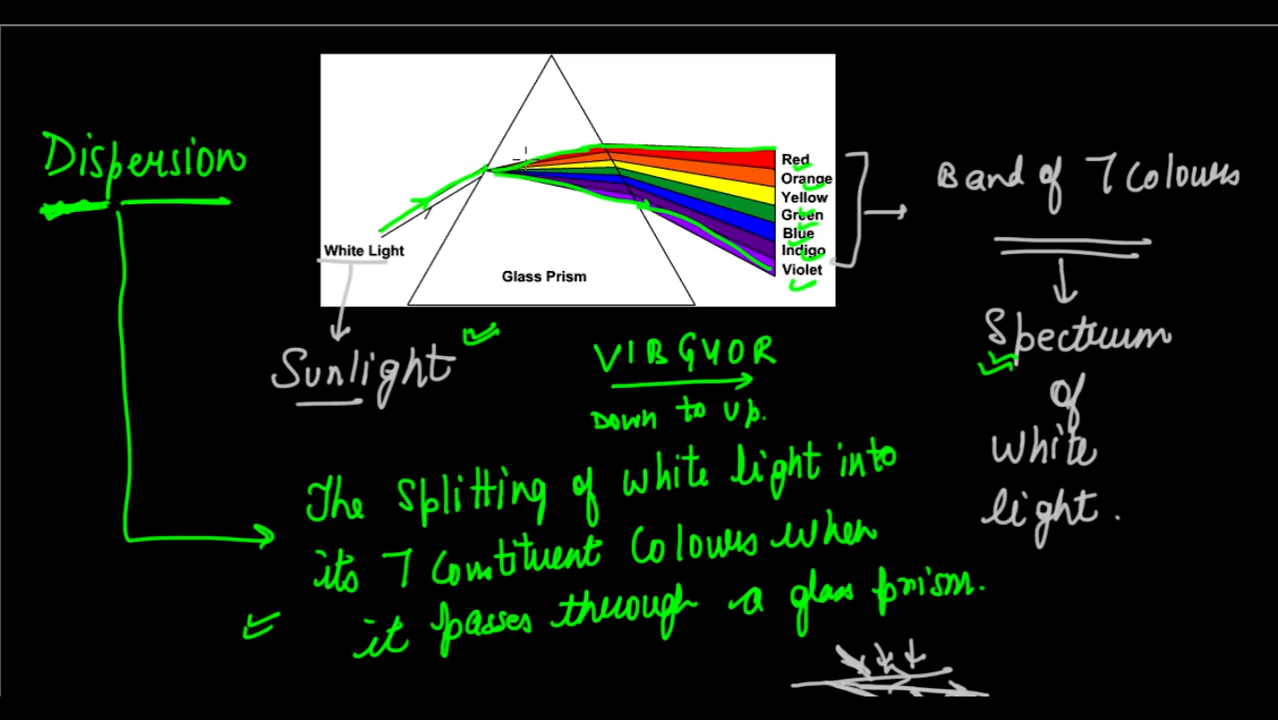 Dispersion
Red
Orange
Yellow
Green
Blue
Indigo
Violet
White Light
Glass Prism
Band of 7 Colours
Spectrum
of
white
light.
Sunlight
VIBGYOR
Down to Up.
The splitting of white light into
its 7 constituent Colours when
it passes through a glass prism.